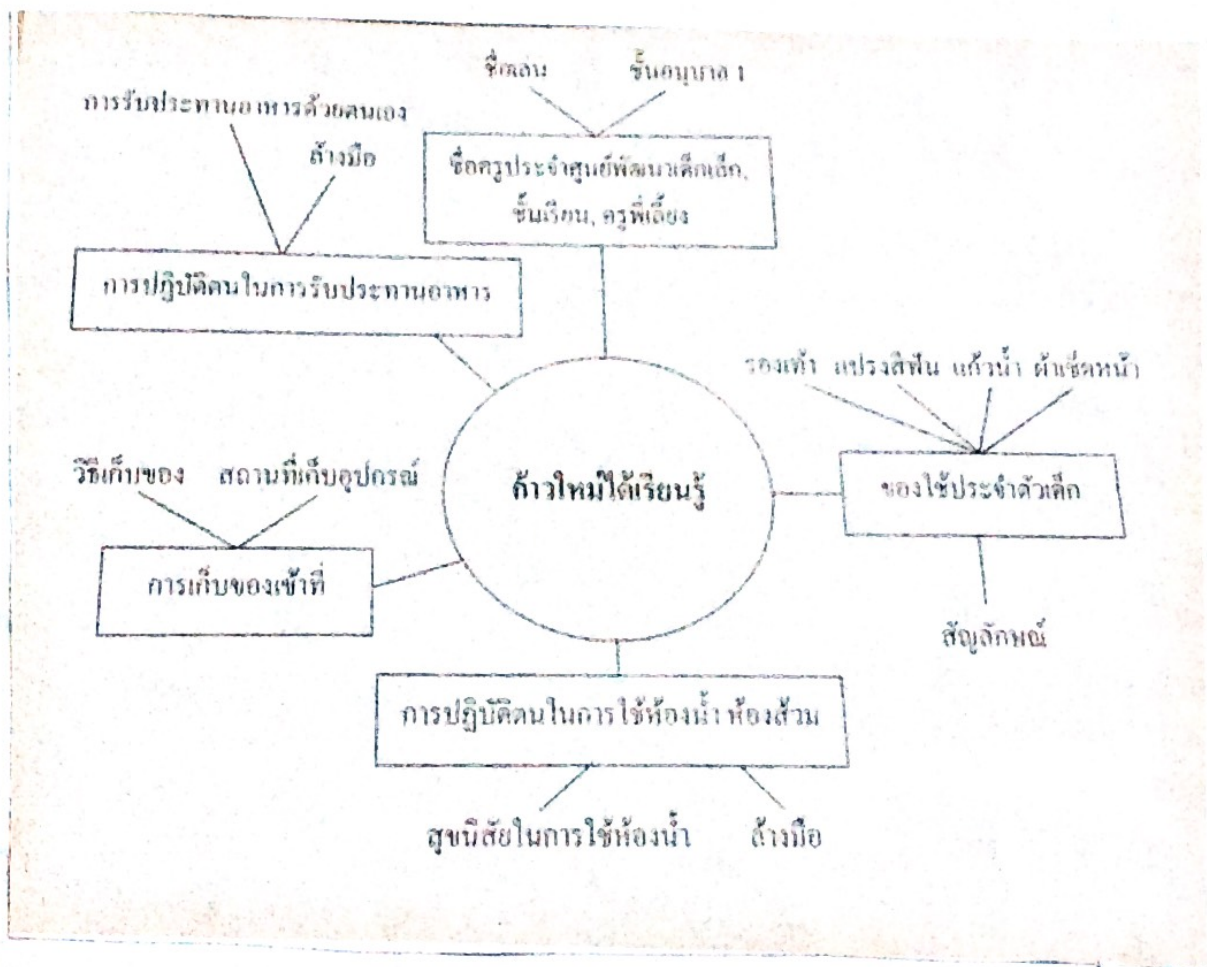 ชื่อเล่น ชั้นอนุบาล 1
การรับประทานอาหารด้วยตนเอง
ล้างมือ
ชื่อครูประจำศูนย์พัฒนาเด็กเล็ก,
ชั้นเรียน, ครูพี่เลี้ยง
การปฏิบัติตนในการรับประทานอาหาร
รองเท้า แปรงสีฟัน แก้วน้ำ ผ้าเช็ดหน้า
วิธีเก็บของ สถานที่เก็บอุปกรณ์
ก้าวใหม่ได้เรียนรู้
ของใช้ประจำตัวเด็ก
การเก็บของเข้าที่
สัญลักษณ์
การปฏิบัติตนในการใช้ห้องน้ำ ห้องส้วม
สุขนิสัยในการใช้ห้องน้ำ ล้างมือ